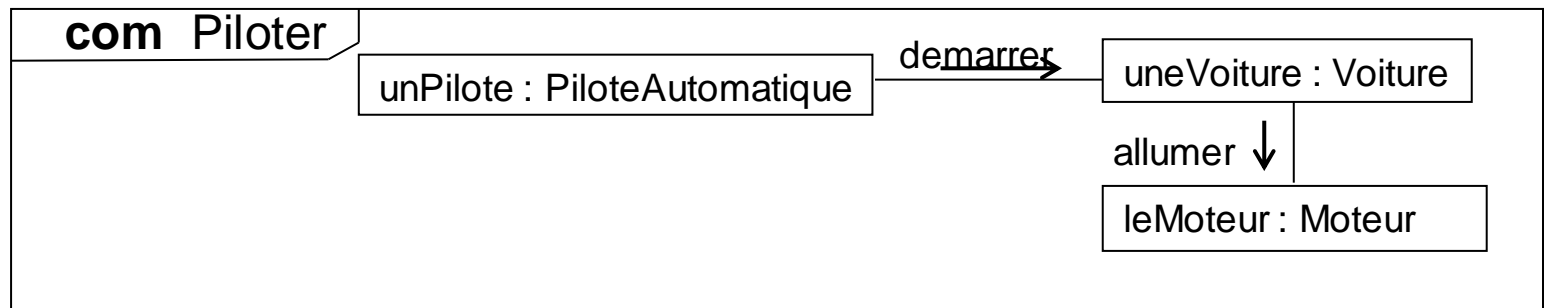 com Piloter
unPilote : PiloteAutomatique
demarrer
uneVoiture : Voiture
allumer
leMoteur : Moteur